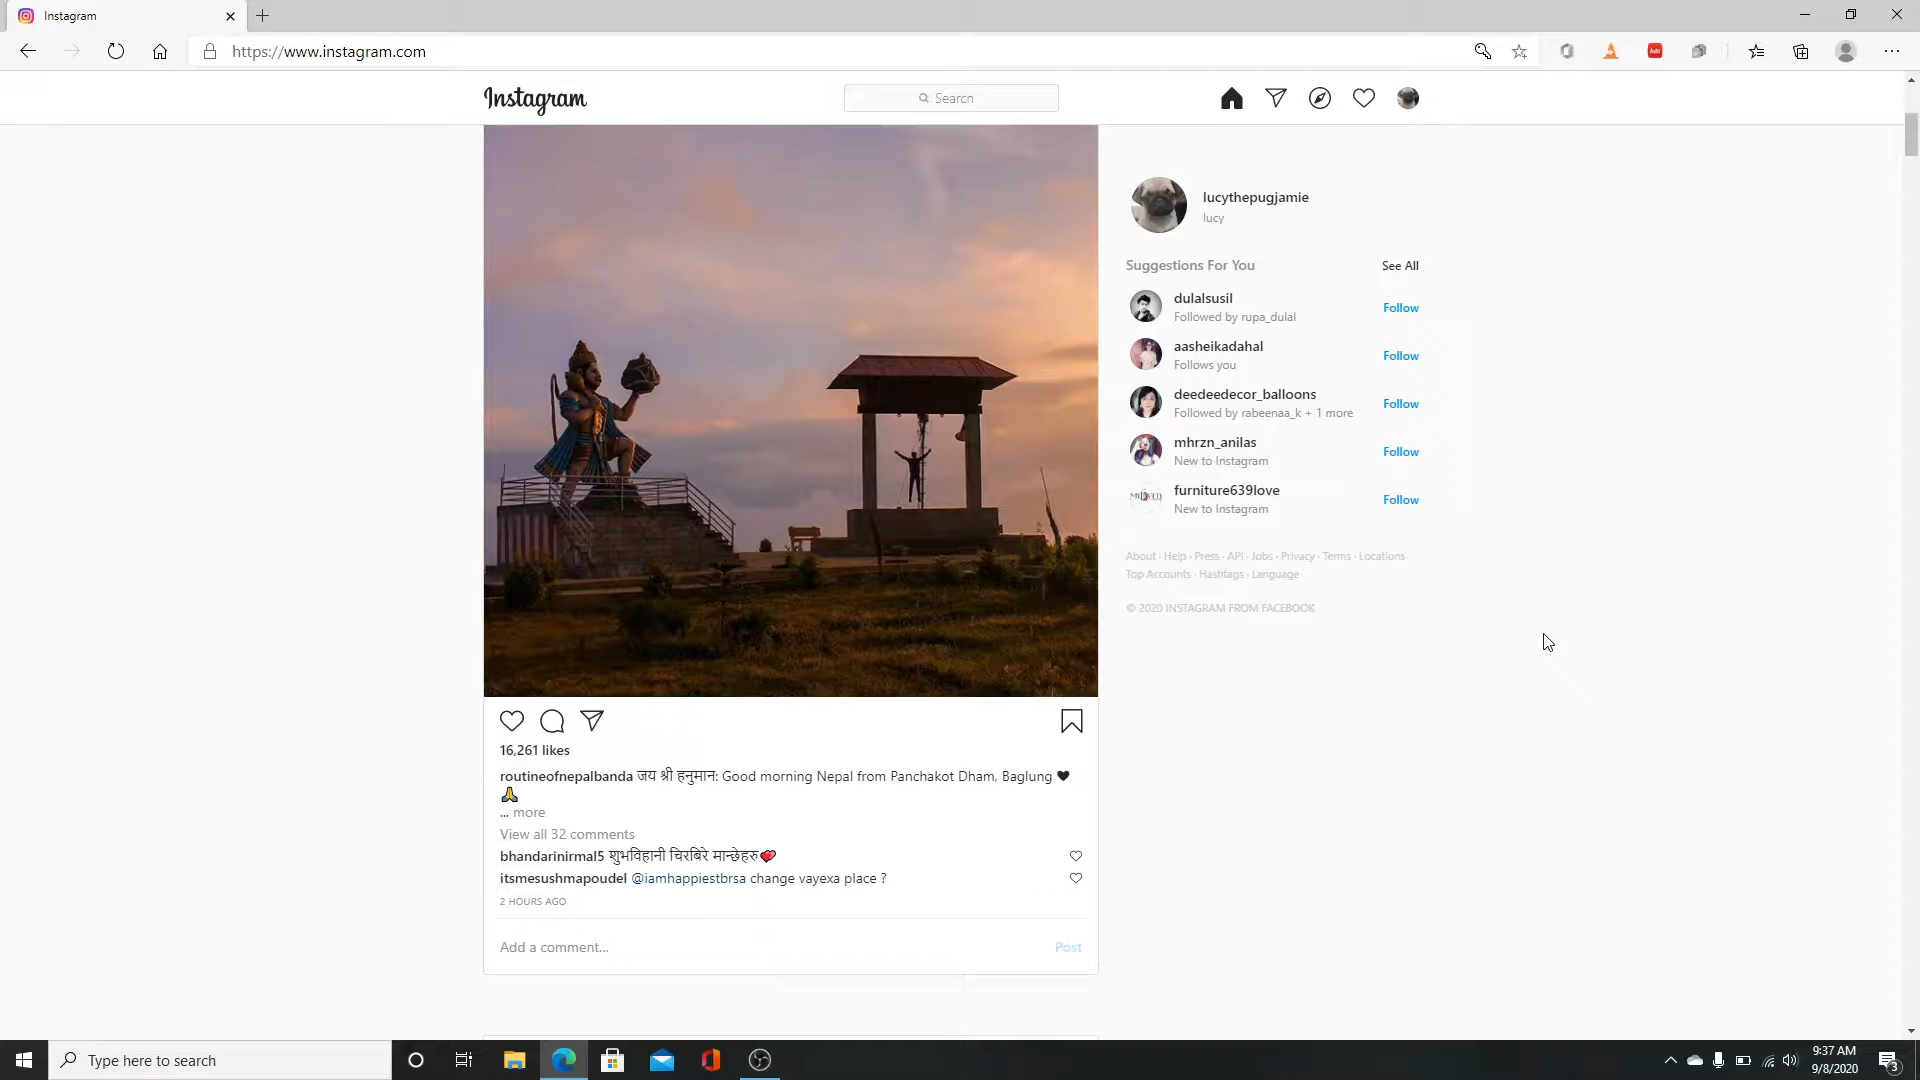 Instagram
https://www.instagram.com
Instagram
Search
lucythepugjamie
lucy
Suggestions For You
See All
dulalsusil
Followed by rupa_dulal
Follow
aasheikadahal
Follows you
Follow
deedeedecor_balloons
Followed by rabeenaa_k + 1 more
Follow
mhrzn_anilas
New to Instagram
Follow
furniture639love
New to Instagram
Follow
About · Help · Press · API · Jobs · Privacy · Terms · Locations
Top Accounts · Hashtags · Language
© 2020 INSTAGRAM FROM FACEBOOK
16,261 likes
routineofnepalbanda जय श्री हनुमान: Good morning Nepal from Panchakot Dham, Baglung 🖤
🙏
... more
View all 32 comments
bhandarinirmal5 शुभविहानी चिरबिरे मान्छेहरु💞
itsmesushmapoudel @iamhappiestbrsa change vayexa place ?
2 HOURS AGO
Add a comment...
Post
Type here to search
9:37 AM
9/8/2020
3